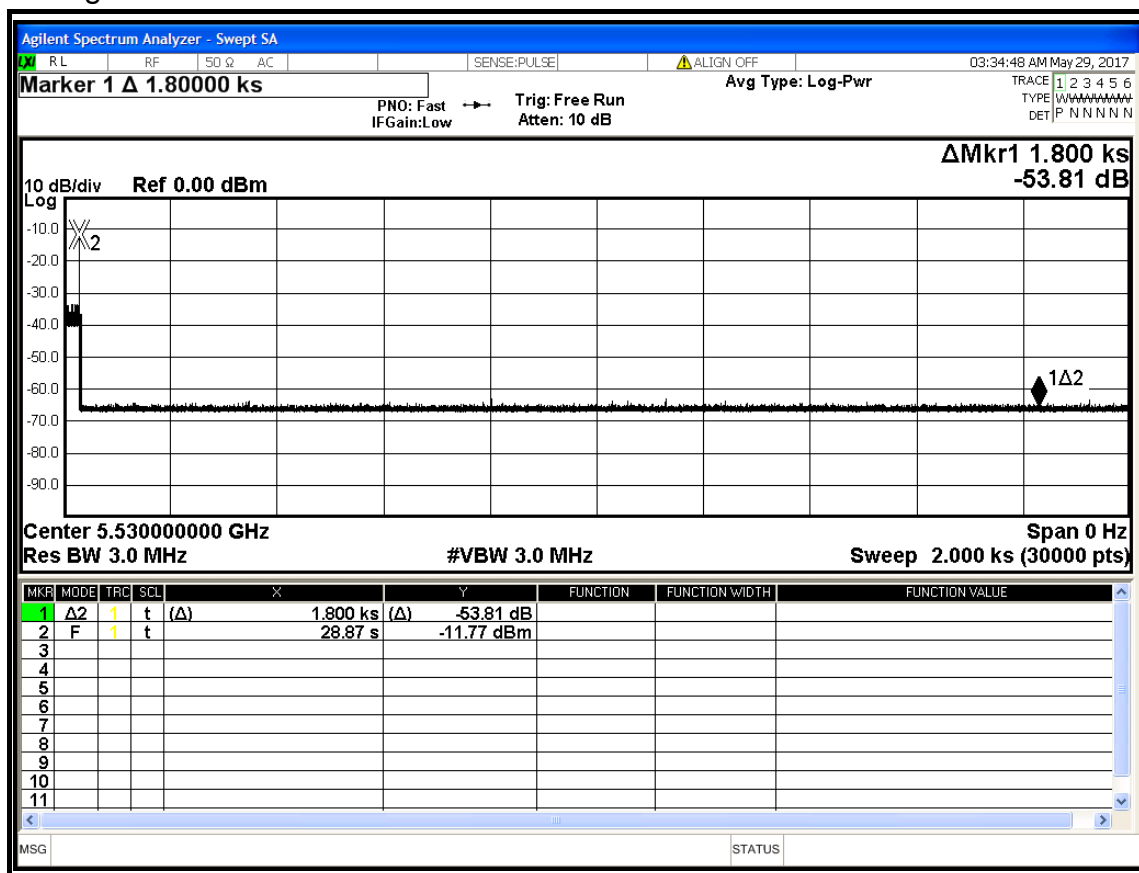 Agilent Spectrum Analyzer - Swept SA
LXI RL RF 50 Ω AC SENSE:PULSE ALIGN OFF 03:34:48 AM May 29, 2017
Marker 1 Δ 1.80000 ks
PNO: Fast
IFGain:Low
Trig: Free Run
Atten: 10 dB
Avg Type: Log-Pwr
TRACE 1 2 3 4 5 6
TYPE
DET P N N N N N
ΔMkr1 1.800 ks
-53.81 dB
10 dB/div Ref 0.00 dBm
Log
-10.0
-20.0
-30.0
-40.0
-50.0
-60.0
-70.0
-80.0
-90.0
2
1Δ2
Center 5.530000000 GHz Span 0 Hz
Res BW 3.0 MHz #VBW 3.0 MHz Sweep 2.000 ks (30000 pts)
MKR MODE TRC SCL X Y FUNCTION FUNCTION WIDTH FUNCTION VALUE
1 Δ2 1 t (Δ) 1.800 ks (Δ) -53.81 dB
2 F 1 t 28.87 s -11.77 dBm
3
4
5
6
7
8
9
10
11
MSG STATUS